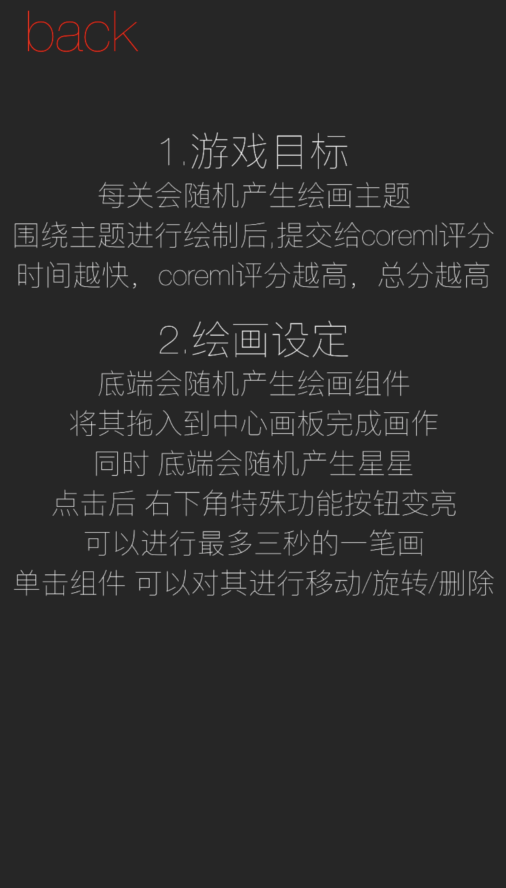 back
1.游戏目标
每关会随机产生绘画主题
围绕主题进行绘制后,提交给coreml评分
时间越快，coreml评分越高，总分越高
2.绘画设定
底端会随机产生绘画组件
将其拖入到中心画板完成画作
同时 底端会随机产生星星
点击后 右下角特殊功能按钮变亮
可以进行最多三秒的一笔画
单击组件 可以对其进行移动/旋转/删除